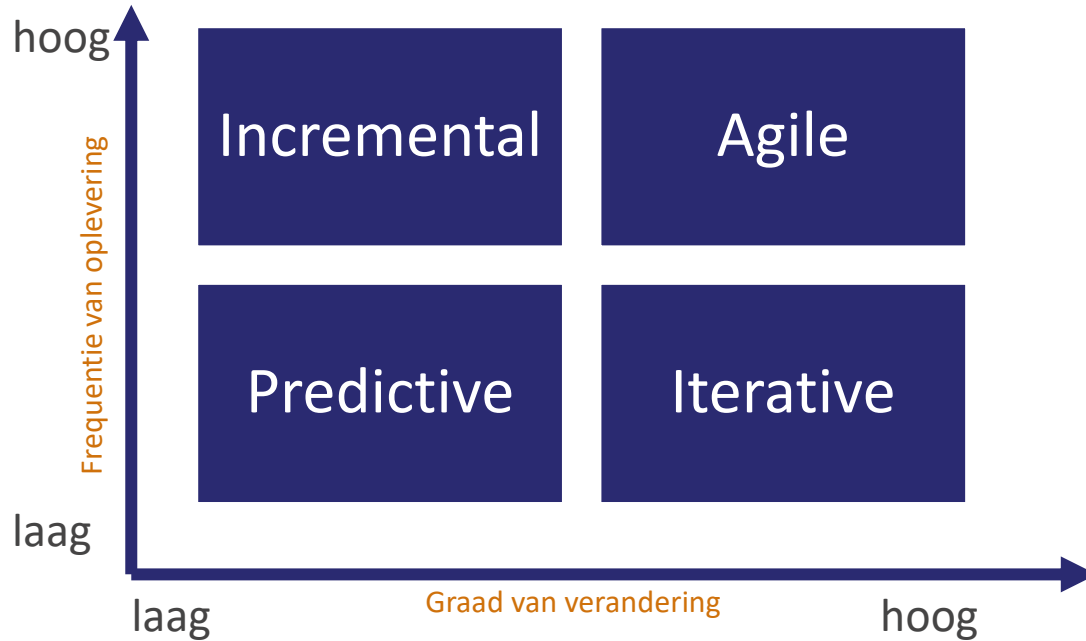 hoog
Incremental
Agile
Frequentie van oplevering
Predictive
Iterative
laag
laag
Graad van verandering
hoog